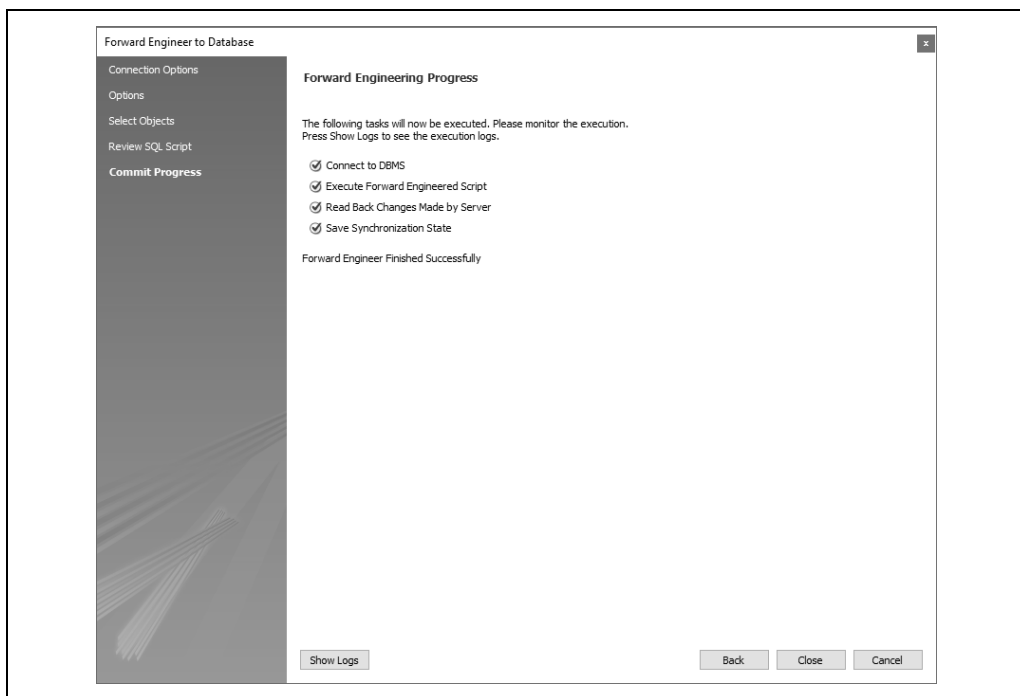 Forward Engineer to Database
x
Connection Options
Options
Select Objects
Review SQL Script
Commit Progress
Forward Engineering Progress
The following tasks will now be executed. Please monitor the execution.
Press Show Logs to see the execution logs.
Connect to DBMS
Execute Forward Engineered Script
Read Back Changes Made by Server
Save Synchronization State
Forward Engineer Finished Successfully
Show Logs
Back
Close
Cancel